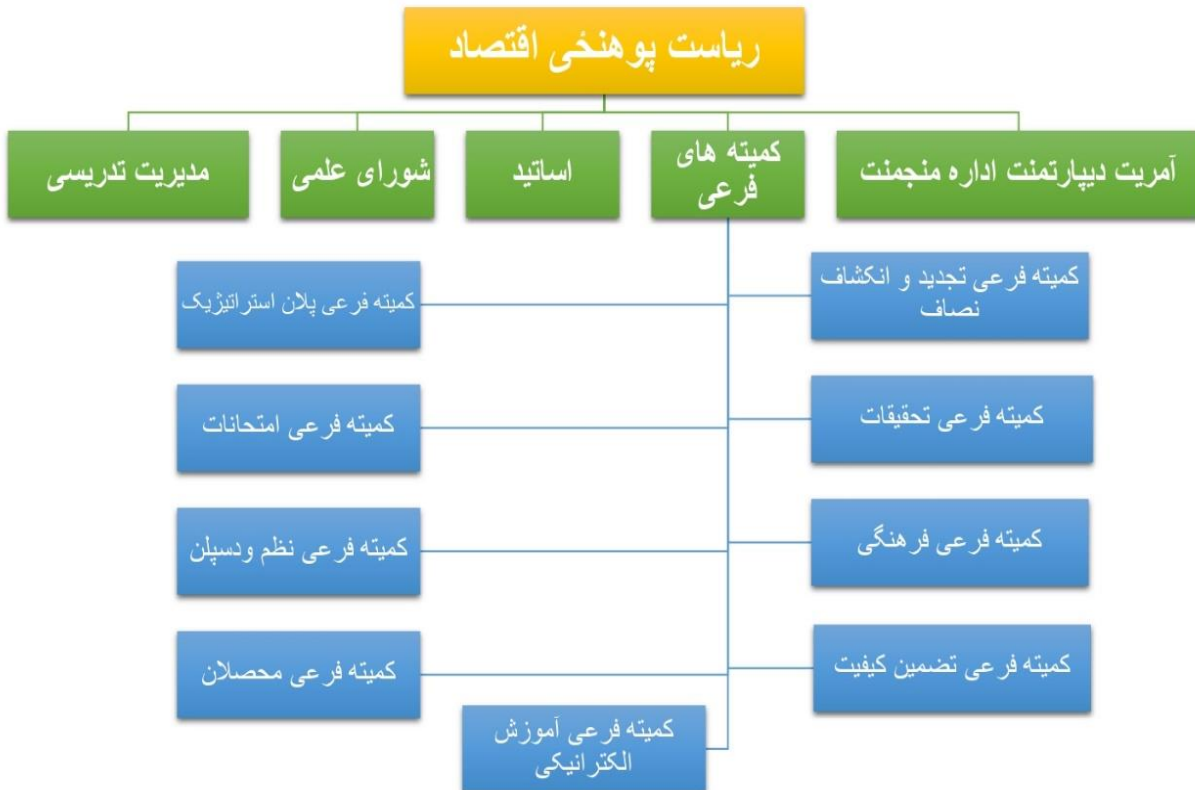 ریاست پوهنځی اقتصاد
آمریت دیپارتمنت اداره منجمنت
کمیته های
فرعی
اساتید
شورای علمی
مدیریت تدریسی
کمیته فرعی تجدید و انکشاف
نصاف
کمیته فرعی پلان استراتیژیک
کمیته فرعی تحقیقات
کمیته فرعی امتحانات
کمیته فرعی فرهنگی
کمیته فرعی نظم ودسپلن
کمیته فرعی تضمین کیفیت
کمیته فرعی محصلان
کمیته فرعی آموزش
الکترانیکی